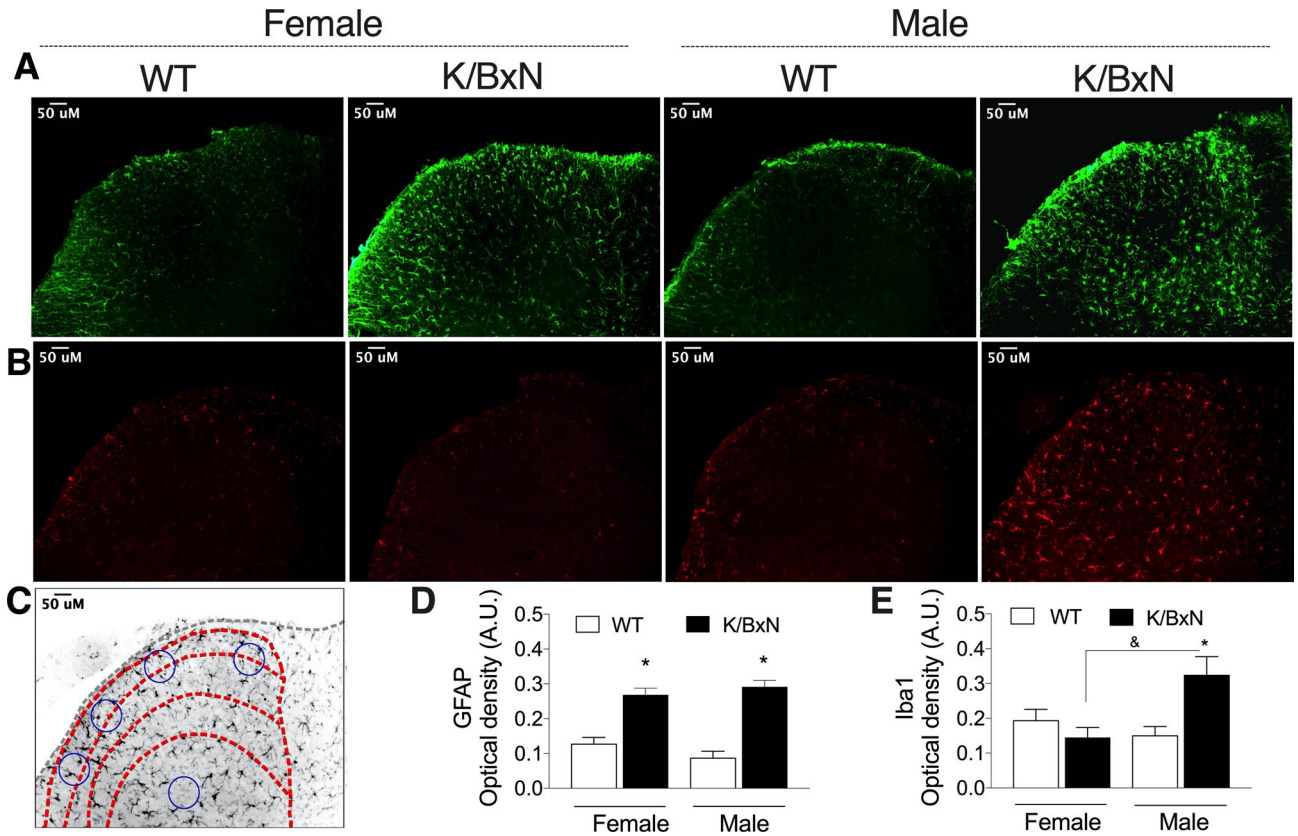 Female Male
A WT K/BxN WT K/BxN
50 uM 50 uM 50 uM 50 uM
B 50 uM 50 uM 50 uM 50 uM
C 50 uM
D
GFAP
Optical density (A.U.)
0.5
0.4
0.3
0.2
0.1
0.0
WT K/BxN
* *
Female Male
E
Iba1
Optical density (A.U.)
0.5
0.4
0.3
0.2
0.1
0.0
WT K/BxN
& *
Female Male